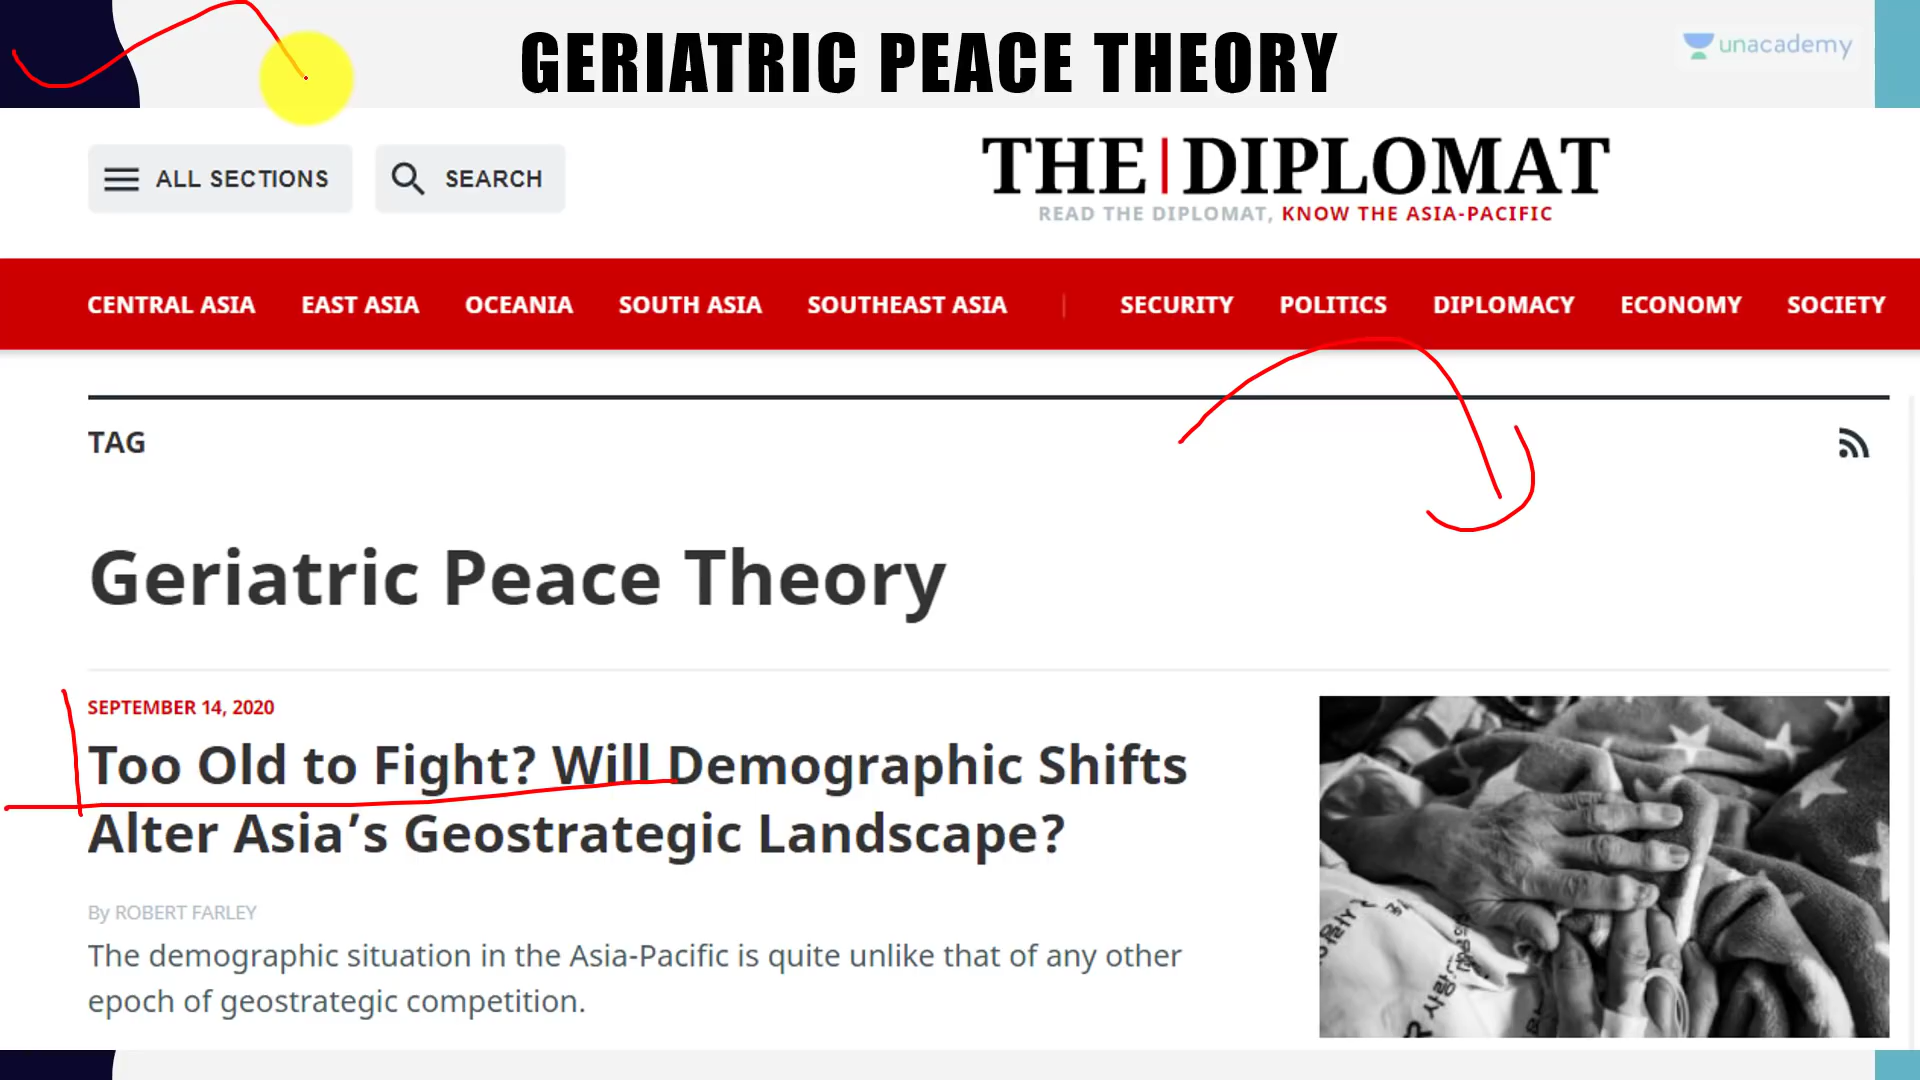 GERIATRIC PEACE THEORY
unacademy
ALL SECTIONS
SEARCH
THE|DIPLOMAT
READ THE DIPLOMAT, KNOW THE ASIA-PACIFIC
CENTRAL ASIA EAST ASIA OCEANIA SOUTH ASIA SOUTHEAST ASIA | SECURITY POLITICS DIPLOMACY ECONOMY SOCIETY
TAG
Geriatric Peace Theory
SEPTEMBER 14, 2020
Too Old to Fight? Will Demographic Shifts
Alter Asia’s Geostrategic Landscape?
By ROBERT FARLEY
The demographic situation in the Asia-Pacific is quite unlike that of any other
epoch of geostrategic competition.